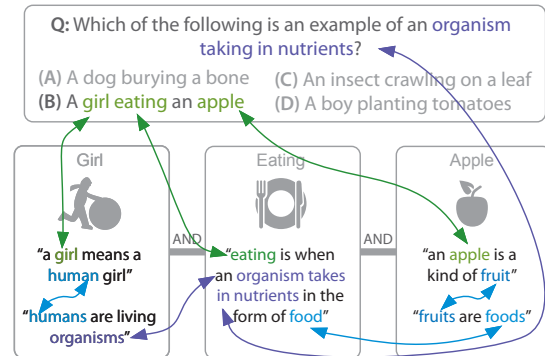 Q: Which of the following is an example of an organism
taking in nutrients?
(A) A dog burying a bone
(B) A girl eating an apple
(C) An insect crawling on a leaf
(D) A boy planting tomatoes
Girl
“a girl means a
human girl”
“humans are living
organisms”
AND
Eating
“eating is when
an organism takes
in nutrients in the
form of food”
AND
Apple
“an apple is a
kind of fruit”
“fruits are foods”